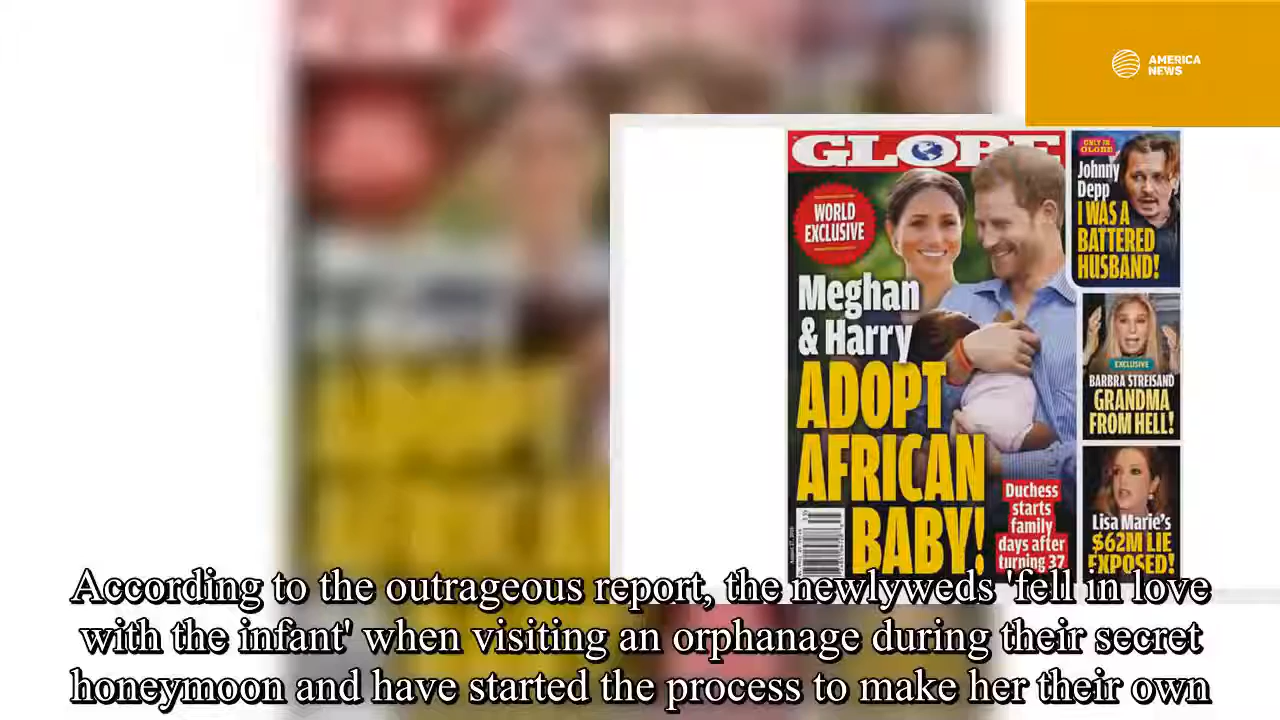 AMERICA
NEWS
GLOBE
WORLD
EXCLUSIVE
Meghan
& Harry
ADOPT
AFRICAN
BABY!
Duchess
starts
family
days after
turning 37
ONLY IN
GLOBE
Johnny
Depp
I WAS A
BATTERED
HUSBAND!
EXCLUSIVE
BARBRA STREISAND
GRANDMA
FROM HELL!
Lisa Marie's
$62M LIE
EXPOSED!
According to the outrageous report, the newlyweds 'fell in love
with the infant' when visiting an orphanage during their secret
honeymoon and have started the process to make her their own